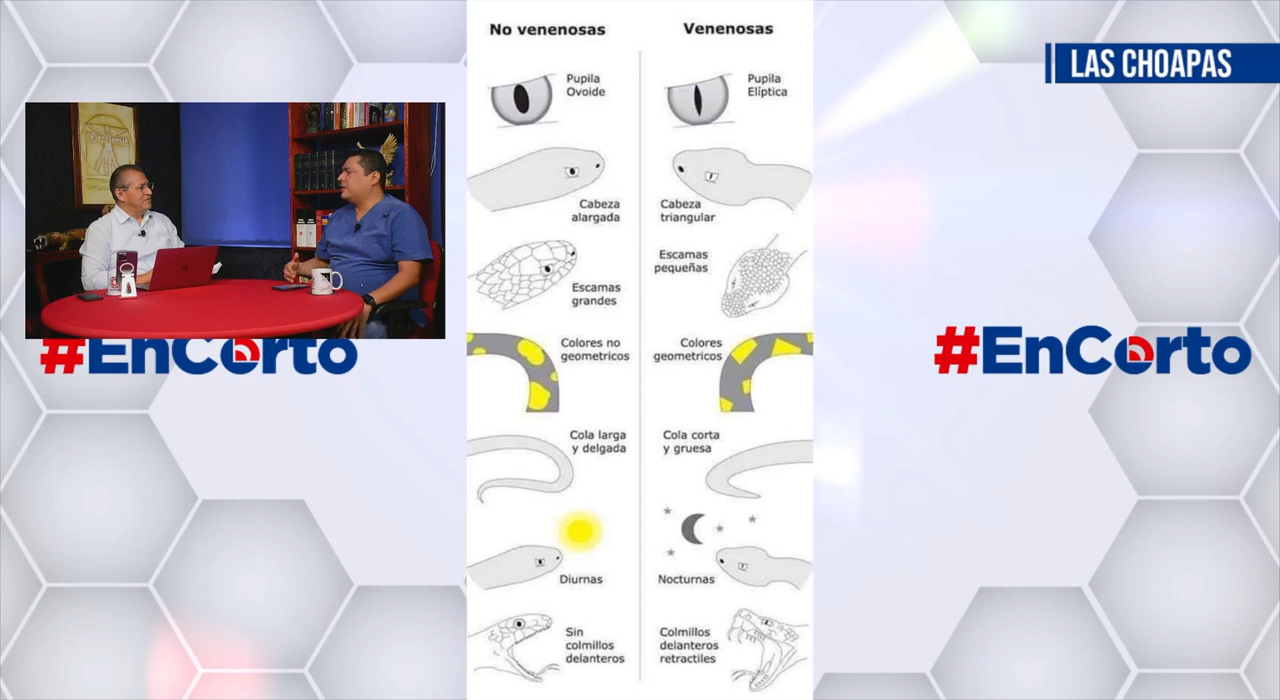 No venenosas
Venenosas
LAS CHOAPAS
Pupila
Ovoide
Pupila
Elíptica
Cabeza
alargada
Cabeza
triangular
Escamas
grandes
Escamas
pequeñas
#EnCorto
Colores no
geometricos
Colores
geometricos
#EnCorto
Cola larga
y delgada
Cola corta
y gruesa
Diurnas
Nocturnas
Sin
colmillos
delanteros
Colmillos
delanteros
retractiles